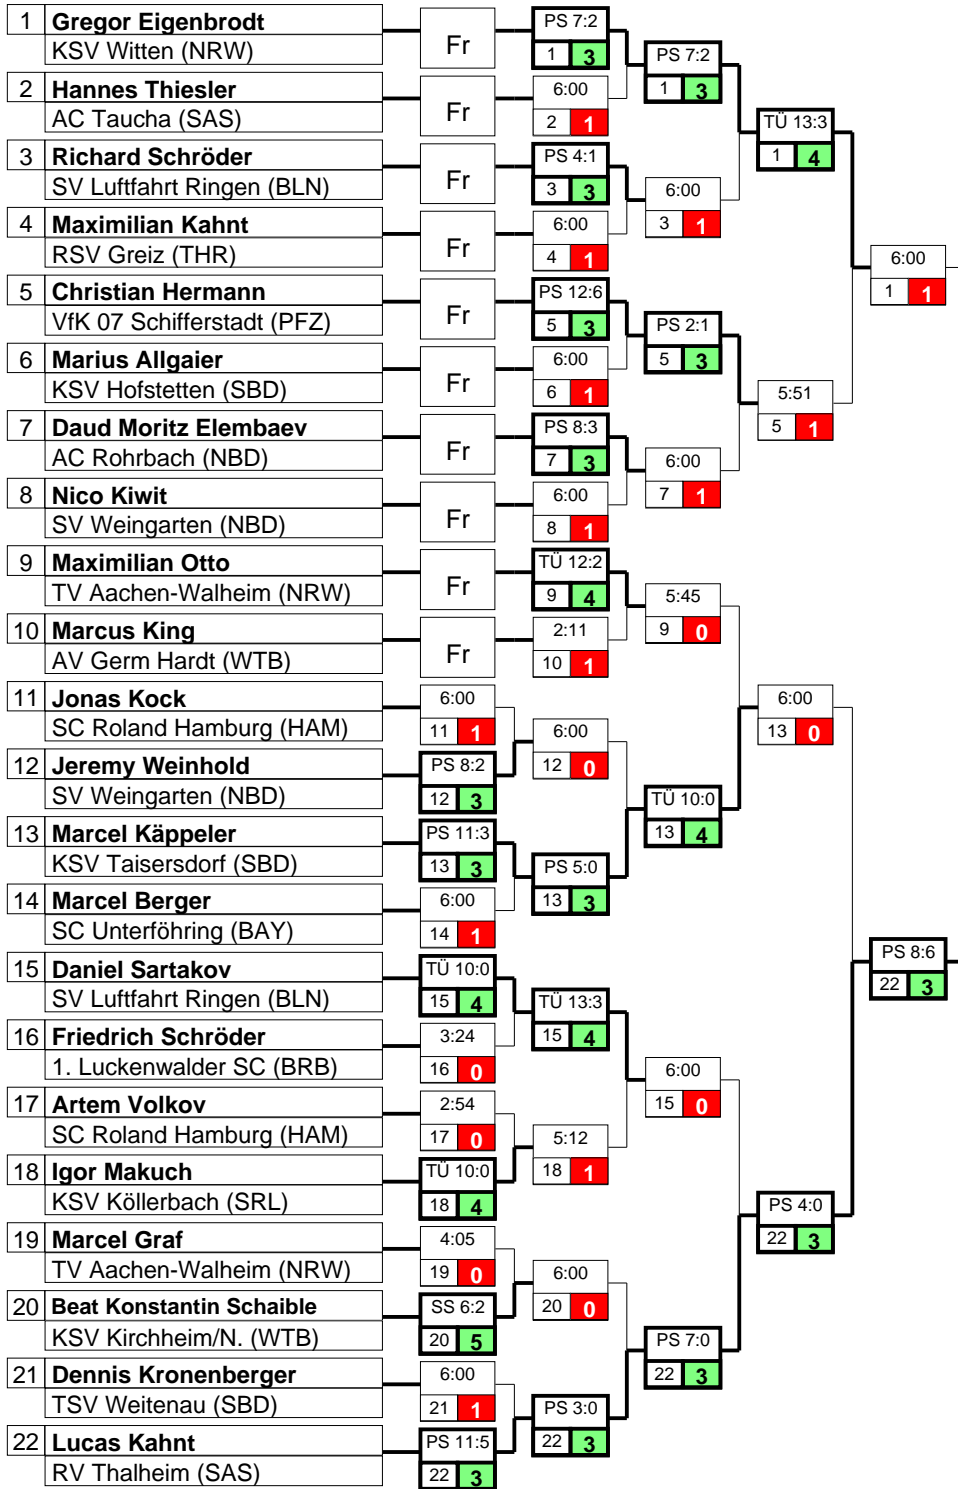 1 Gregor Eigenbrodt
KSV Witten (NRW)
2 Hannes Thiesler
AC Taucha (SAS)
3 Richard Schröder
SV Luftfahrt Ringen (BLN)
4 Maximilian Kahnt
RSV Greiz (THR)
5 Christian Hermann
VfK 07 Schifferstadt (PFZ)
6 Marius Allgaier
KSV Hofstetten (SBD)
7 Daud Moritz Elembaev
AC Rohrbach (NBD)
8 Nico Kiwit
SV Weingarten (NBD)
9 Maximilian Otto
TV Aachen-Walheim (NRW)
10 Marcus King
AV Germ Hardt (WTB)
11 Jonas Kock
SC Roland Hamburg (HAM)
12 Jeremy Weinhold
SV Weingarten (NBD)
13 Marcel Käppeler
KSV Taisersdorf (SBD)
14 Marcel Berger
SC Unterföhring (BAY)
15 Daniel Sartakov
SV Luftfahrt Ringen (BLN)
16 Friedrich Schröder
1. Luckenwalder SC (BRB)
17 Artem Volkov
SC Roland Hamburg (HAM)
18 Igor Makuch
KSV Köllerbach (SRL)
19 Marcel Graf
TV Aachen-Walheim (NRW)
20 Beat Konstantin Schaible
KSV Kirchheim/N. (WTB)
21 Dennis Kronenberger
TSV Weitenau (SBD)
22 Lucas Kahnt
RV Thalheim (SAS)
Fr
Fr
Fr
Fr
Fr
Fr
Fr
Fr
Fr
Fr
6:00
11 1
PS 8:2
12 3
PS 11:3
13 3
6:00
14 1
TÜ 10:0
15 4
3:24
16 0
2:54
17 0
TÜ 10:0
18 4
4:05
19 0
SS 6:2
20 5
6:00
21 1
PS 11:5
22 3
PS 7:2
1 3
6:00
2 1
PS 4:1
3 3
6:00
4 1
PS 12:6
5 3
6:00
6 1
PS 8:3
7 3
6:00
8 1
TÜ 12:2
9 4
2:11
10 1
6:00
12 0
PS 5:0
13 3
TÜ 13:3
15 4
5:12
18 1
6:00
20 0
PS 3:0
22 3
PS 7:2
1 3
6:00
3 1
PS 2:1
5 3
6:00
7 1
5:45
9 0
TÜ 10:0
13 4
6:00
15 0
PS 7:0
22 3
TÜ 13:3
1 4
5:51
5 1
6:00
13 0
PS 4:0
22 3
6:00
1 1
PS 8:6
22 3